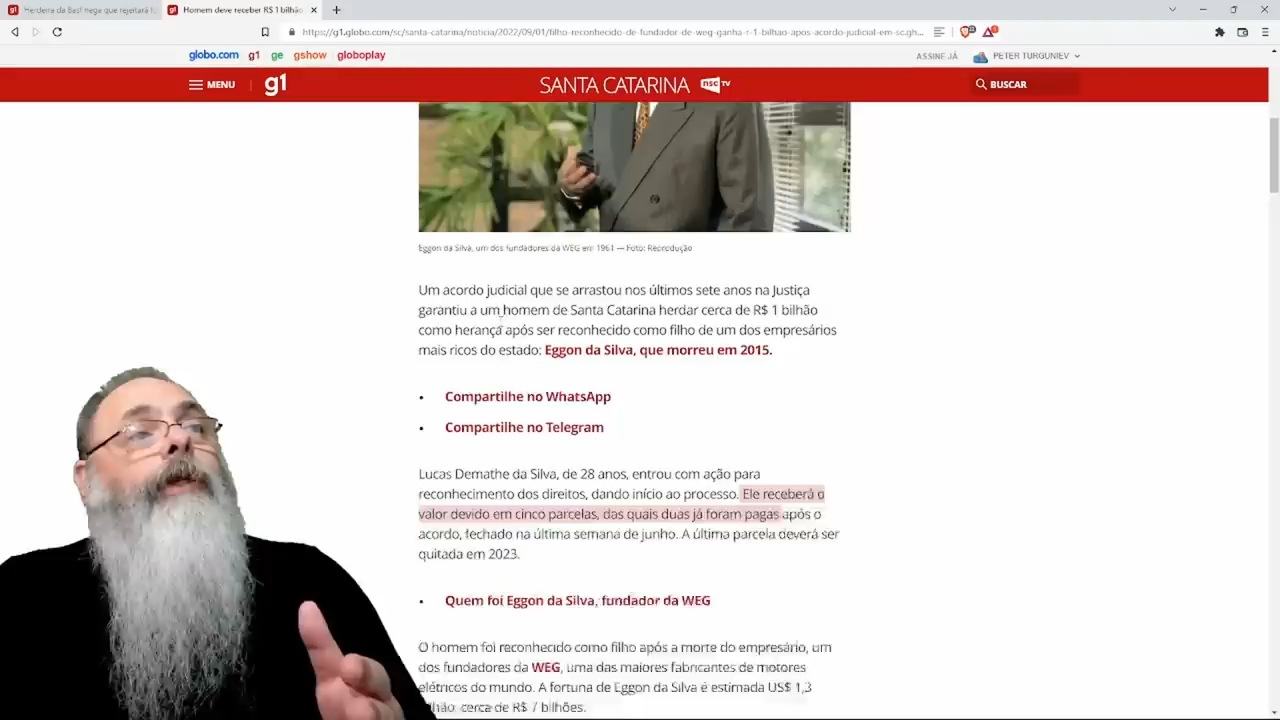 Herdeira da Basf nega que rejeitará f
Homem deve receber R$ 1 bilhão
https://g1.globo.com/sc/santa-catarina/noticia/2022/09/01/filho-reconhecido-de-fundador-de-weg-ganha-r-1-bilhao-apos-acordo-judicial-em-sc.gh...
globo.com g1 ge gshow globoplay
ASSINE JÁ PETER TURGUNIEV
MENU g1 SANTA CATARINA nsc TV BUSCAR
Eggon da Silva, um dos fundadores da WEG em 1961 — Foto: Reprodução
Um acordo judicial que se arrastou nos últimos sete anos na Justiça
garantiu a um homem de Santa Catarina herdar cerca de R$ 1 bilhão
como herança após ser reconhecido como filho de um dos empresários
mais ricos do estado: Eggon da Silva, que morreu em 2015.
• Compartilhe no WhatsApp
• Compartilhe no Telegram
Lucas Demathe da Silva, de 28 anos, entrou com ação para
reconhecimento dos direitos, dando início ao processo. Ele receberá o
valor devido em cinco parcelas, das quais duas já foram pagas após o
acordo, fechado na última semana de junho. A última parcela deverá ser
quitada em 2023.
• Quem foi Eggon da Silva, fundador da WEG
O homem foi reconhecido como filho após a morte do empresário, um
dos fundadores da WEG, uma das maiores fabricantes de motores
elétricos do mundo. A fortuna de Eggon da Silva é estimada US$ 1,3
cerca de R$ 7 bilhões.